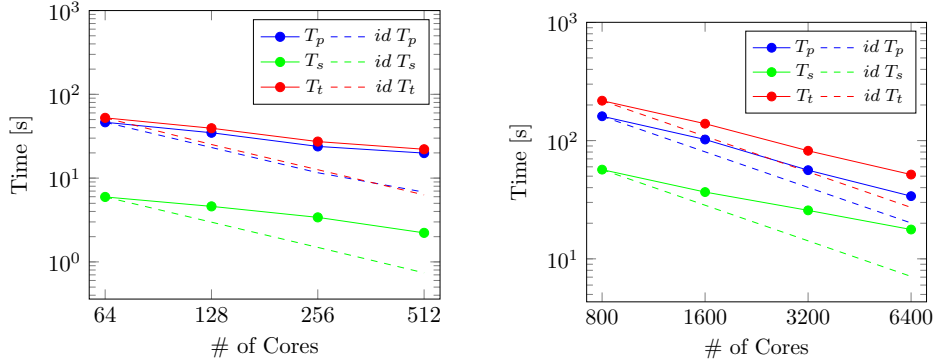 10^3
10^2
10^1
10^0
Time [s]
64
128
256
512
# of Cores
T_p id T_p
T_s id T_s
T_t id T_t
10^3
10^2
10^1
Time [s]
800
1600
3200
6400
# of Cores
T_p id T_p
T_s id T_s
T_t id T_t